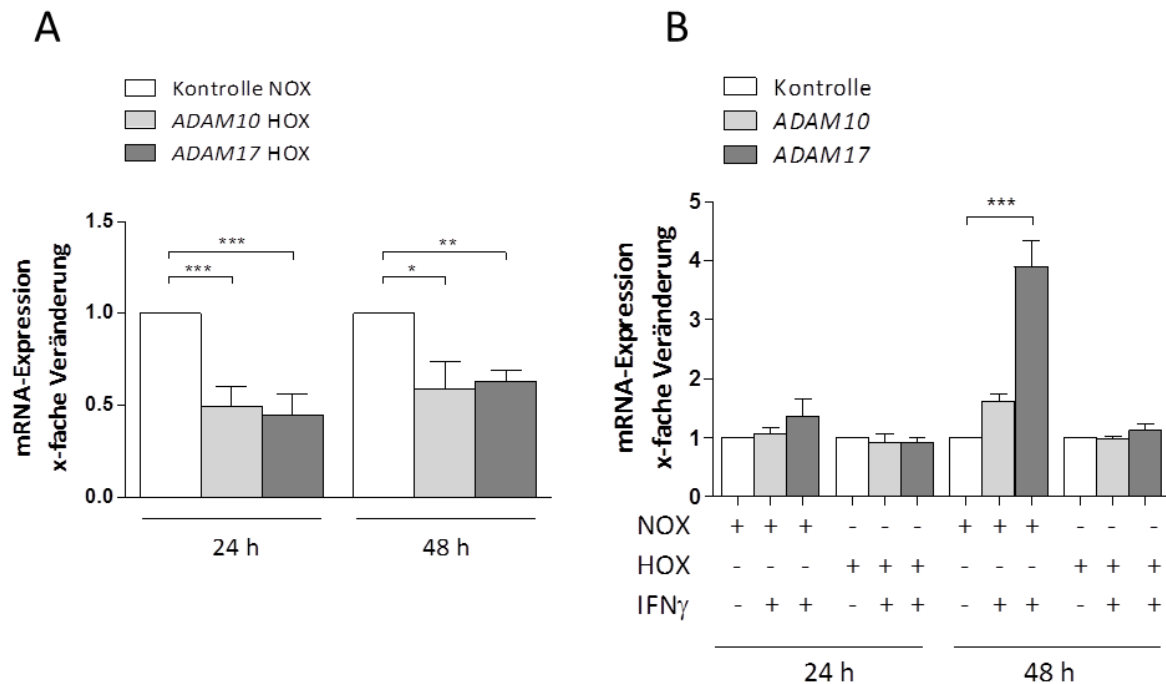 A
Kontrolle NOX
ADAM10 HOX
ADAM17 HOX
mRNA-Expression
x-fache Veränderung
1.5
1.0
0.5
0.0
***
***
**
*
24 h
48 h
B
Kontrolle
ADAM10
ADAM17
mRNA-Expression
x-fache Veränderung
5
4
3
2
1
0
***
NOX + + + - - - + + + - - -
HOX - - - + + + - - - + + +
IFNγ - + + - + + - + + - + +
24 h
48 h